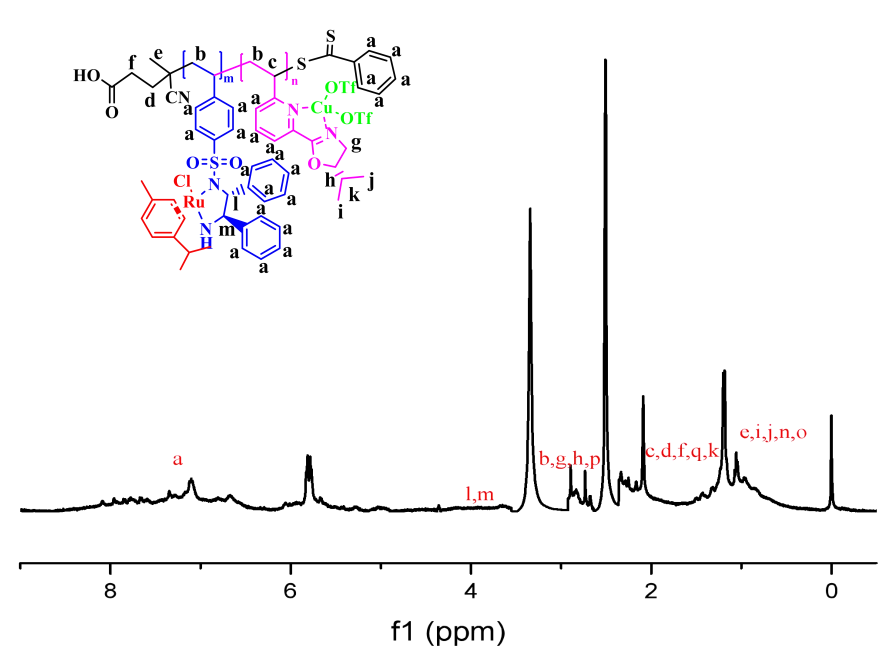 S
e
b
b
c
S
a
a
f
m
n
a
HO
a
a
O
d
CN
OTf
a
a
a
N
Cu
OTf
a
a
a
a
N
g
O=S=O
a
a
O
Cl
N
a
a
h
j
Ru
l
a
a
k
i
N
H
m
a
a
a
a
a
a
l,m
b,g,h,p
c,d,f,q,k
e,i,j,n,o
8
6
4
2
0
f1 (ppm)